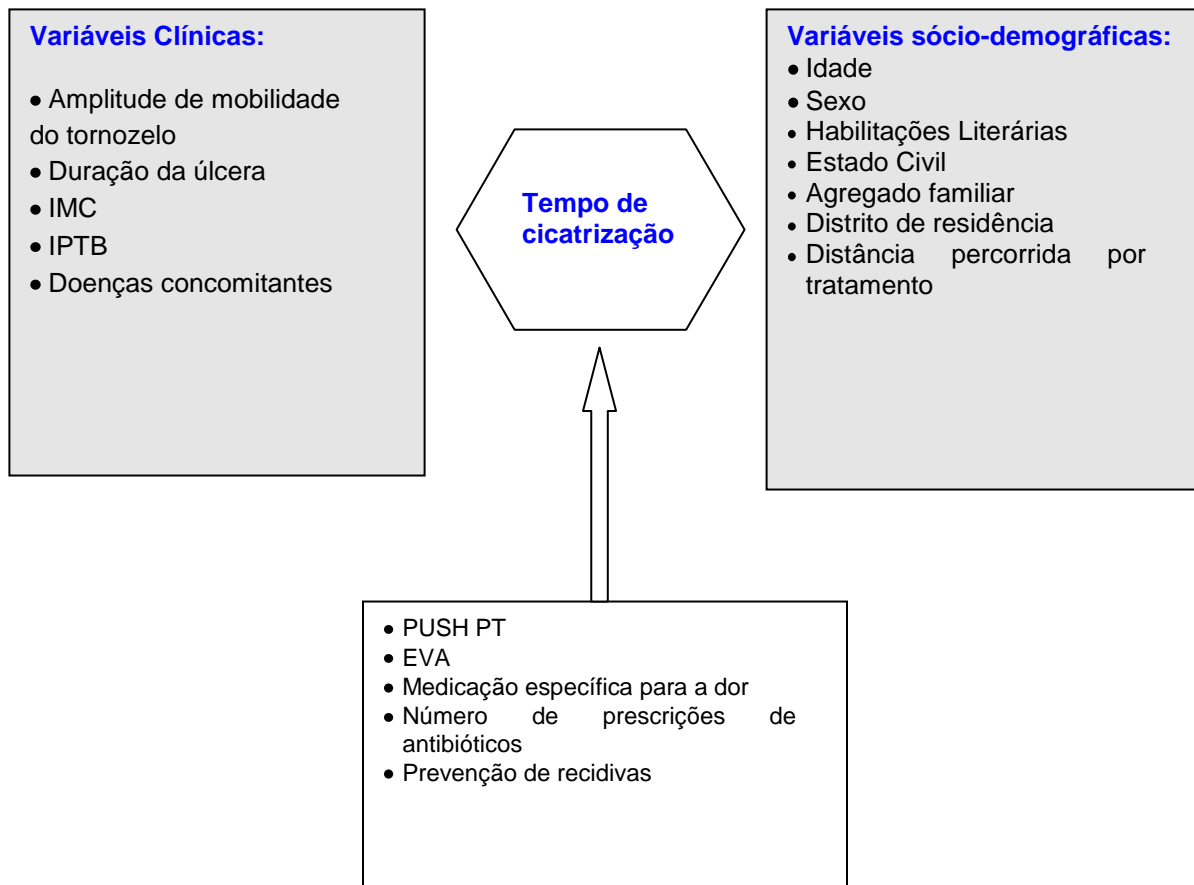 Variáveis Clínicas:
• Amplitude de mobilidade
do tornozelo
• Duração da úlcera
• IMC
• IPTB
• Doenças concomitantes
Tempo de
cicatrização
Variáveis sócio-demográficas:
• Idade
• Sexo
• Habilitações Literárias
• Estado Civil
• Agregado familiar
• Distrito de residência
• Distância percorrida por
tratamento
• PUSH PT
• EVA
• Medicação específica para a dor
• Número de prescrições de
antibióticos
• Prevenção de recidivas